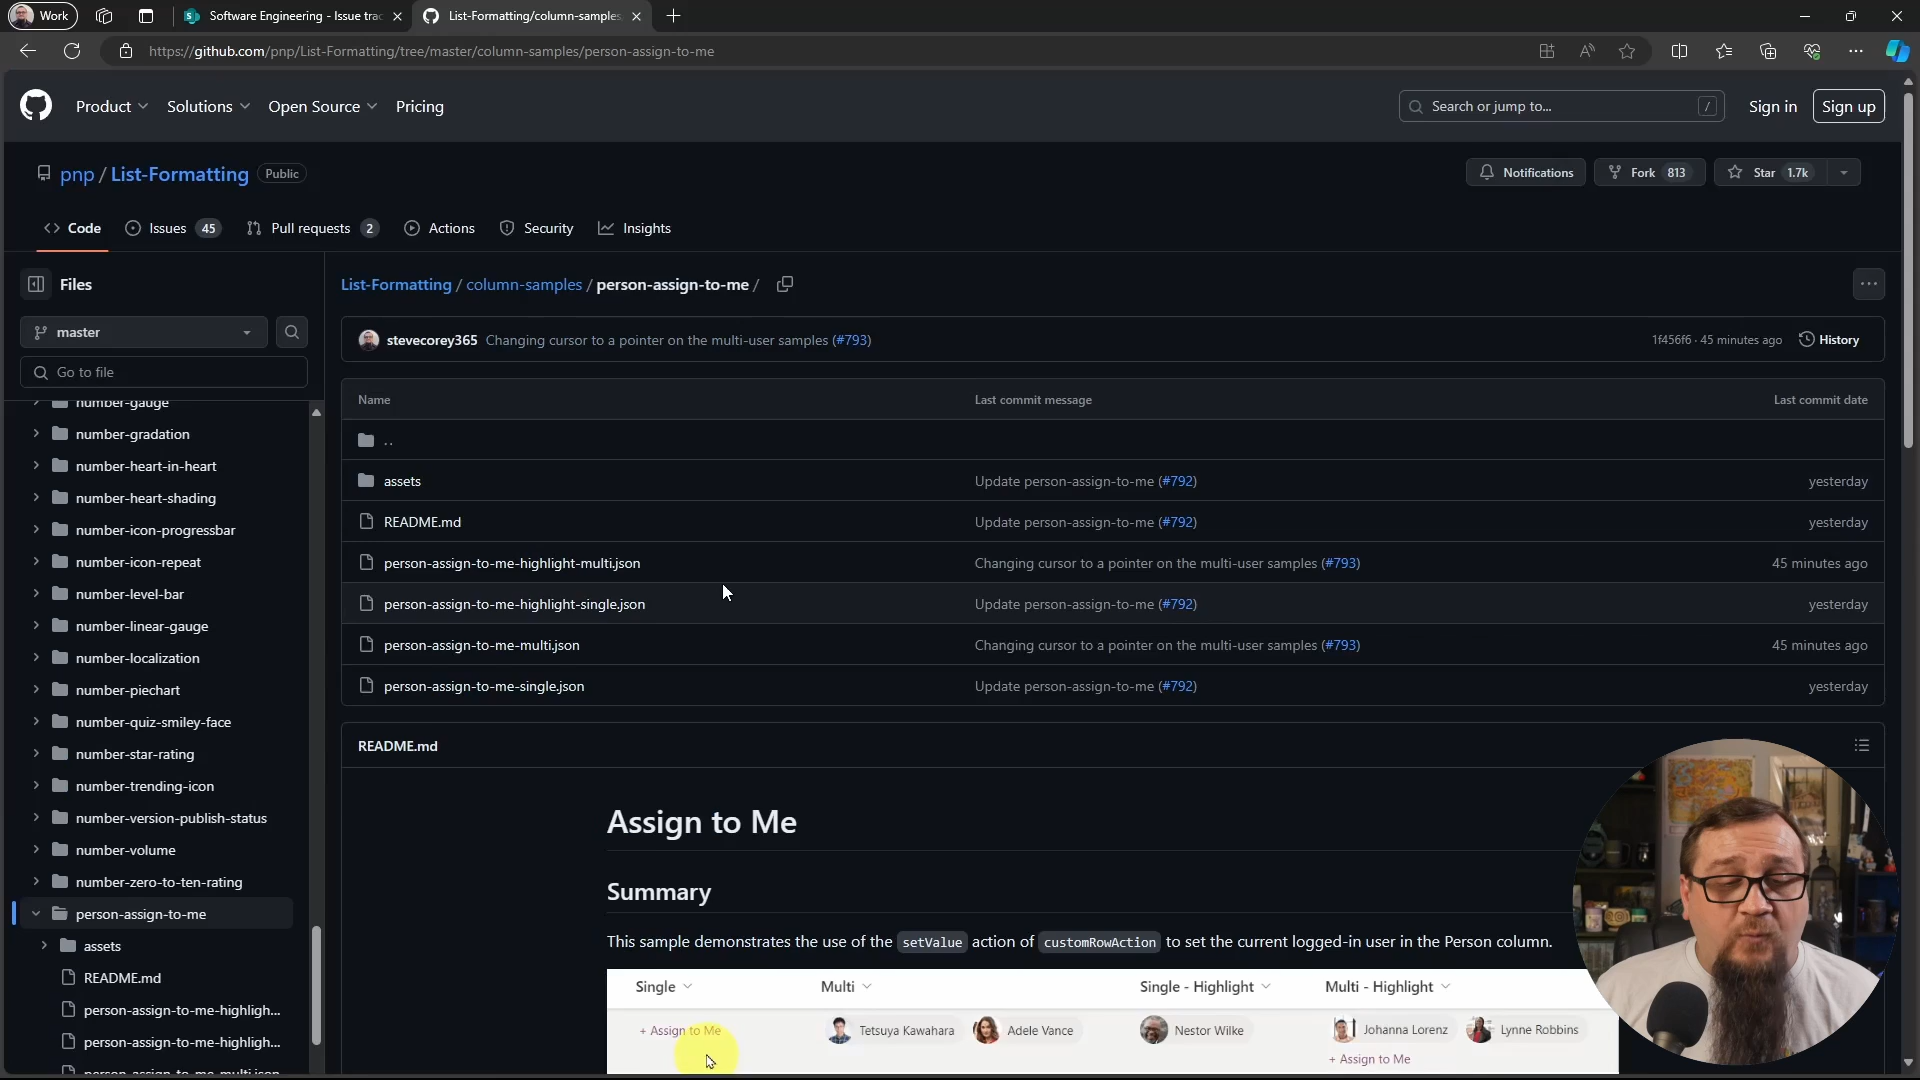 Work
Software Engineering - Issue trac
List-Formatting/column-samples
https://github.com/pnp/List-Formatting/tree/master/column-samples/person-assign-to-me
Product
Solutions
Open Source
Pricing
Search or jump to...
/
Sign in
Sign up
pnp / List-Formatting
Public
Notifications
Fork 813
Star 1.7k
Code
Issues 45
Pull requests 2
Actions
Security
Insights
Files
master
Go to file
number-gauge
number-gradation
number-heart-in-heart
number-heart-shading
number-icon-progressbar
number-icon-repeat
number-level-bar
number-linear-gauge
number-localization
number-piechart
number-quiz-smiley-face
number-star-rating
number-trending-icon
number-version-publish-status
number-volume
number-zero-to-ten-rating
person-assign-to-me
assets
README.md
person-assign-to-me-highligh...
person-assign-to-me-highligh...
person-assign-to-me-multi.json
List-Formatting / column-samples / person-assign-to-me /
stevecorey365 Changing cursor to a pointer on the multi-user samples (#793)
1f456f6 · 45 minutes ago
History
Name Last commit message Last commit date
..
assets Update person-assign-to-me (#792) yesterday
README.md Update person-assign-to-me (#792) yesterday
person-assign-to-me-highlight-multi.json Changing cursor to a pointer on the multi-user samples (#793) 45 minutes ago
person-assign-to-me-highlight-single.json Update person-assign-to-me (#792) yesterday
person-assign-to-me-multi.json Changing cursor to a pointer on the multi-user samples (#793) 45 minutes ago
person-assign-to-me-single.json Update person-assign-to-me (#792) yesterday
README.md
Assign to Me
Summary
This sample demonstrates the use of the setValue action of customRowAction to set the current logged-in user in the Person column.
Single Multi Single - Highlight Multi - Highlight
+ Assign to Me Tetsuya Kawahara Adele Vance Nestor Wilke Johanna Lorenz Lynne Robbins
+ Assign to Me